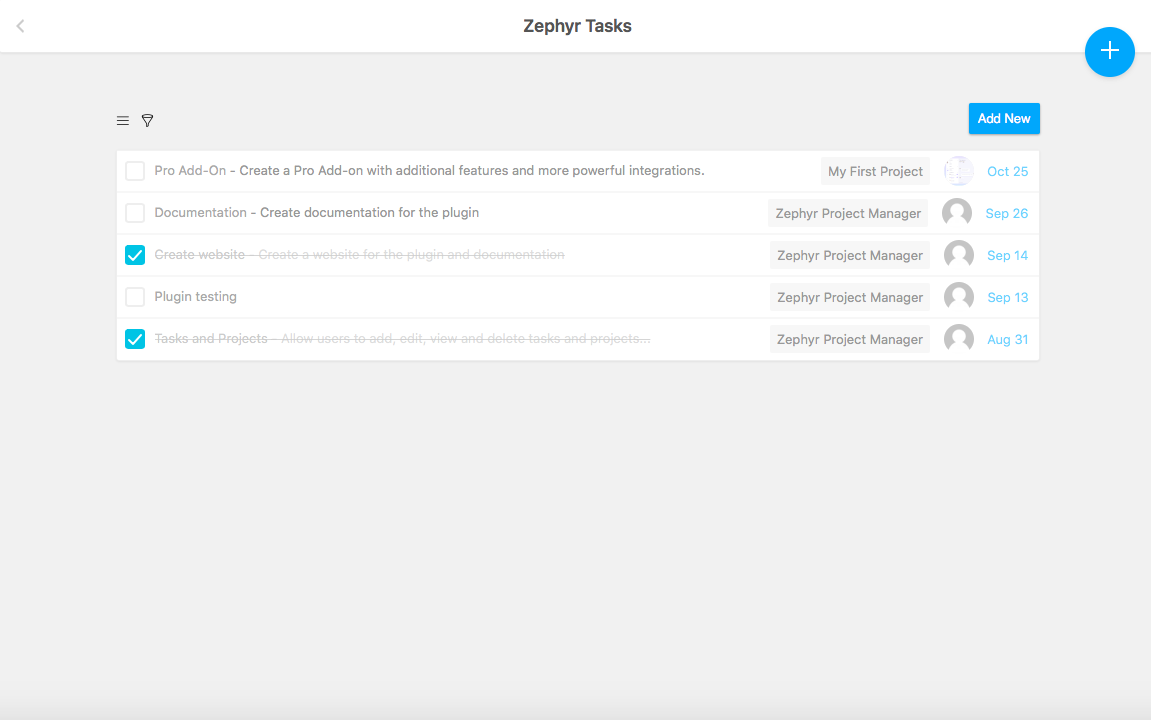 Zephyr Tasks
Add New
Pro Add-On - Create a Pro Add-on with additional features and more powerful integrations. My First Project Oct 25
Documentation - Create documentation for the plugin Zephyr Project Manager Sep 26
Create website - Create a website for the plugin and documentation Zephyr Project Manager Sep 14
Plugin testing Zephyr Project Manager Sep 13
Tasks and Projects - Allow users to add, edit, view and delete tasks and projects... Zephyr Project Manager Aug 31